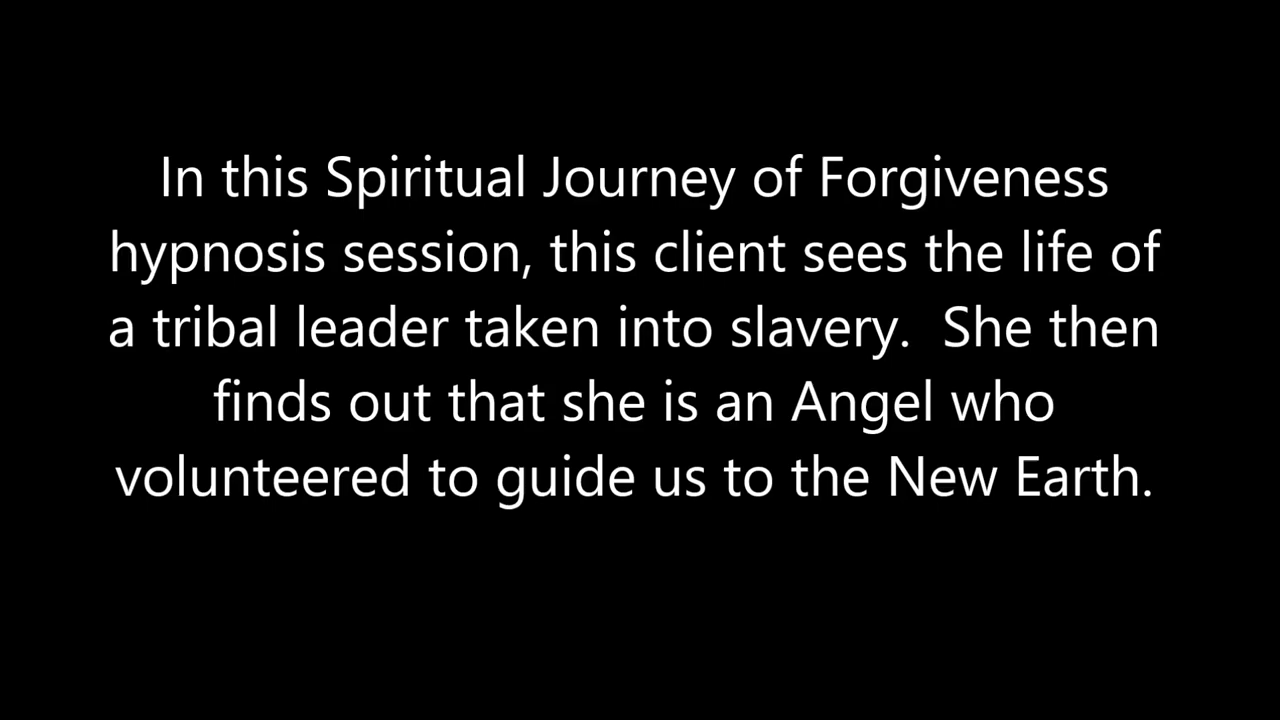 In this Spiritual Journey of Forgiveness
hypnosis session, this client sees the life of
a tribal leader taken into slavery.  She then
finds out that she is an Angel who
volunteered to guide us to the New Earth.